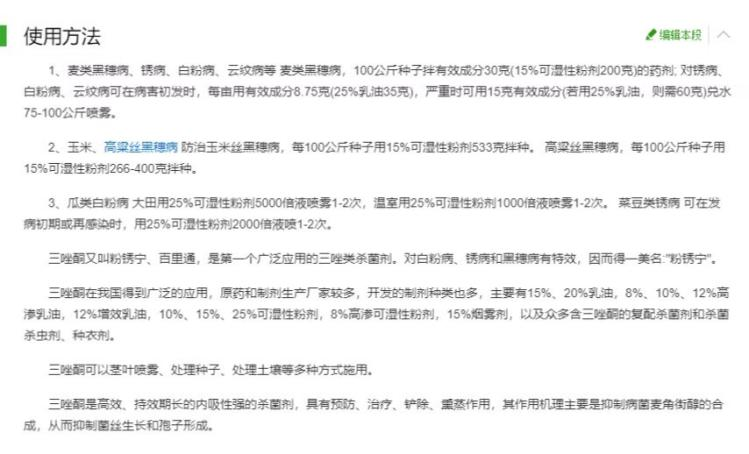 使用方法
编辑本段
1、麦类黑穗病、锈病、白粉病、云纹病等 麦类黑穗病，100公斤种子拌有效成分30克(15%可湿性粉剂200克)的药剂; 对锈病、
白粉病、云纹病可在病害初发时，每亩用有效成分8.75克(25%乳油35克)，严重时可用15克有效成分(若用25%乳油，则需60克)兑水
75-100公斤喷雾。
2、玉米、高粱丝黑穗病 防治玉米丝黑穗病，每100公斤种子用15%可湿性粉剂533克拌种。 高粱丝黑穗病，每100公斤种子用
15%可湿性粉剂266-400克拌种。
3、瓜类白粉病 大田用25%可湿性粉剂5000倍液喷雾1-2次，温室用25%可湿性粉剂1000倍液喷雾1-2次。 菜豆类锈病 可在发
病初期或再感染时，用25%可湿性粉剂2000倍液喷1-2次。
三唑酮又叫粉锈宁、百里通，是第一个广泛应用的三唑类杀菌剂。对白粉病、锈病和黑穗病有特效，因而得一美名:"粉锈宁"。
三唑酮在我国得到广泛的应用，原药和制剂生产厂家较多，开发的制剂种类也多，主要有15%、20%乳油，8%、10%、12%高
渗乳油，12%增效乳油，10%、15%、25%可湿性粉剂，8%高渗可湿性粉剂，15%烟雾剂，以及众多含三唑酮的复配杀菌剂和杀菌
杀虫剂、种衣剂。
三唑酮可以茎叶喷雾、处理种子、处理土壤等多种方式施用。
三唑酮是高效、持效期长的内吸性强的杀菌剂，具有预防、治疗、铲除、熏蒸作用，其作用机理主要是抑制病菌麦角甾醇的合
成，从而抑制菌丝生长和孢子形成。